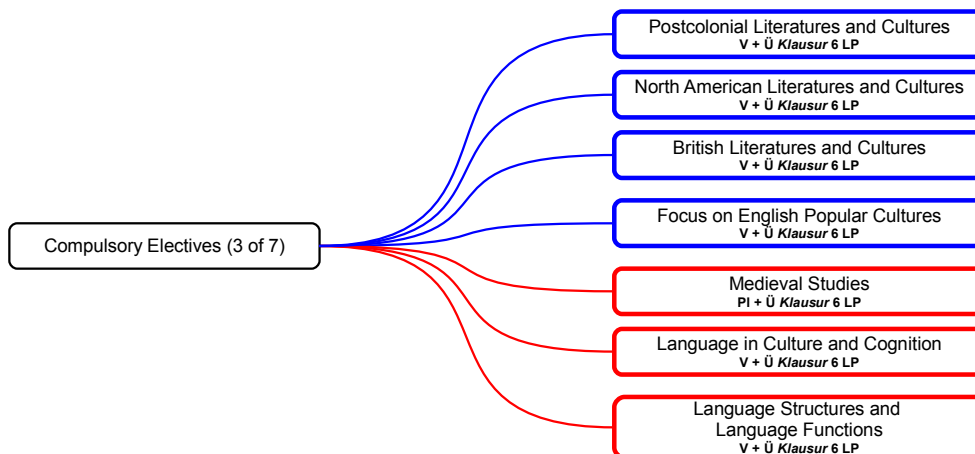 Postcolonial Literatures and Cultures
V + Ü Klausur 6 LP
North American Literatures and Cultures
V + Ü Klausur 6 LP
British Literatures and Cultures
V + Ü Klausur 6 LP
Focus on English Popular Cultures
V + Ü Klausur 6 LP
Compulsory Electives (3 of 7)
Medieval Studies
PI + Ü Klausur 6 LP
Language in Culture and Cognition
V + Ü Klausur 6 LP
Language Structures and
Language Functions
V + Ü Klausur 6 LP